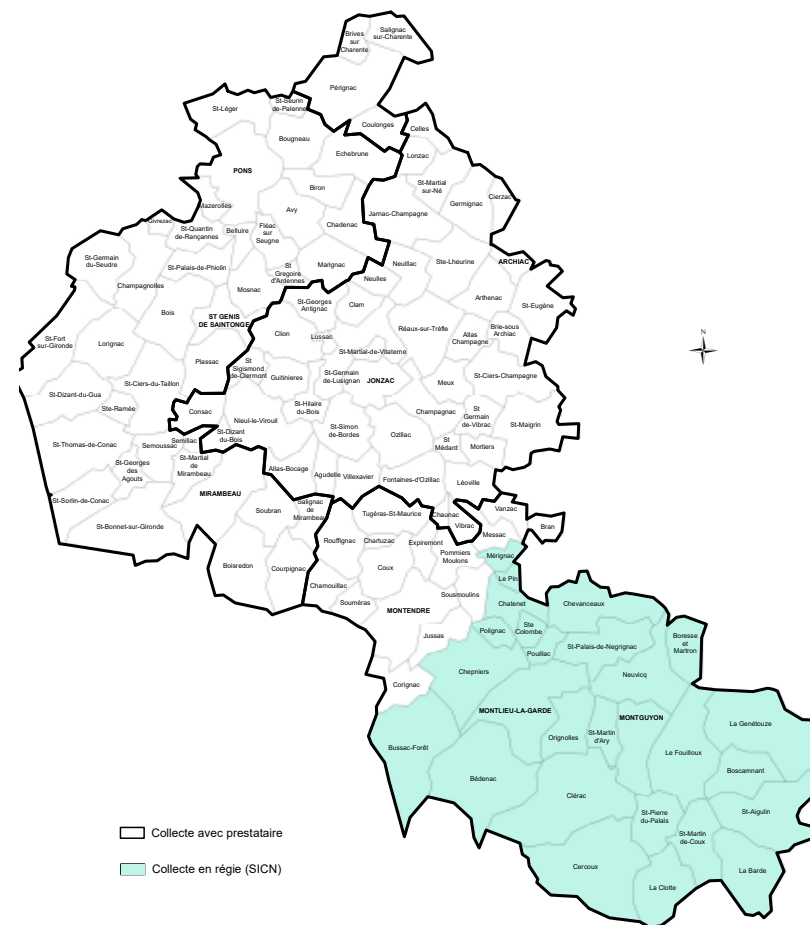 Brives
sur
Charente
Salignac
sur-Charente
Pérignac
St-Léger
St-Seurin
de-Palenne
Coulonges
Celles
Bougneau
Echebrune
Lonzac
PONS
St-Martial
sur-Né
Cierzac
Biron
Germignac
Mazerolles
Avy
Jarnac-Champagne
Givrezac
St-Quantin
de-Rançannes
Belluire
Fléac
sur
Seugne
Chadenac
St-Germain
du-Seudre
St-Palais-de-Phiolin
Marignac
Neuillac
Ste-Lheurine
ARCHIAC
St
Gregoire
d'Ardennes
Neulles
Champagnolles
Mosnac
Arthenac
St-Eugène
St-Georges
Antignac
Clam
Bois
ST GENIS
DE SAINTONGE
Réaux-sur-Trèfle
Brie-sous
Archiac
St-Fort
sur-Gironde
Lorignac
Clion
Lussac
Allas
Champagne
St-Martial-de-Vitaterne
Plassac
St
Sigismond
de-Clermont
Guitinieres
St-Germain
de-Lusignan
JONZAC
Meux
St-Ciers-Champagne
St-Dizant-du-Gua
St-Ciers-du-Taillon
Ste-Ramée
Consac
St-Hilaire
du-Bois
Champagnac
St
Germain
de-Vibrac
Nieul-le-Virouil
St-Maigrin
St-Dizant
du-Bois
St-Simon
de-Bordes
Ozillac
St-Thomas-de-Conac
Semoussac
Semillac
St
Médard
Mortiers
St-Martial
de
Mirambeau
St-Georges
des
Agouts
Allas-Bocage
Agudelle
Villexavier
Fontaines-d'Ozillac
Léoville
MIRAMBEAU
St-Sorlin-de-Conac
Salignac
de
Mirambeau
Vanzac
Soubran
Tugéras-St-Maurice
Chaunac
Vibrac
Bran
St-Bonnet-sur-Gironde
Rouffignac
Chartuzac
Expiremont
Messac
Pommiers
Moulons
Mérignac
Boisredon
Courpignac
Coux
Chamouillac
Le Pin
Sousmoulins
Souméras
MONTENDRE
Chatenet
Chevanceaux
Jussas
Polignac
Ste
Colombe
Boresse
et
Martron
Pouillac
St-Palais-de-Negrignac
Chepniers
Neuvicq
Corignac
MONTLIEU-LA-GARDE
MONTGUYON
La Genétouze
Bussac-Forêt
Orignolles
St-Martin
d'Ary
Le Fouilloux
Bédenac
Boscamnant
Clérac
St-Pierre
du-Palais
St-Aigulin
St-Martin
de-Coux
Cercoux
La Barde
La Clotte
N
Collecte avec prestataire
Collecte en régie (SICN)